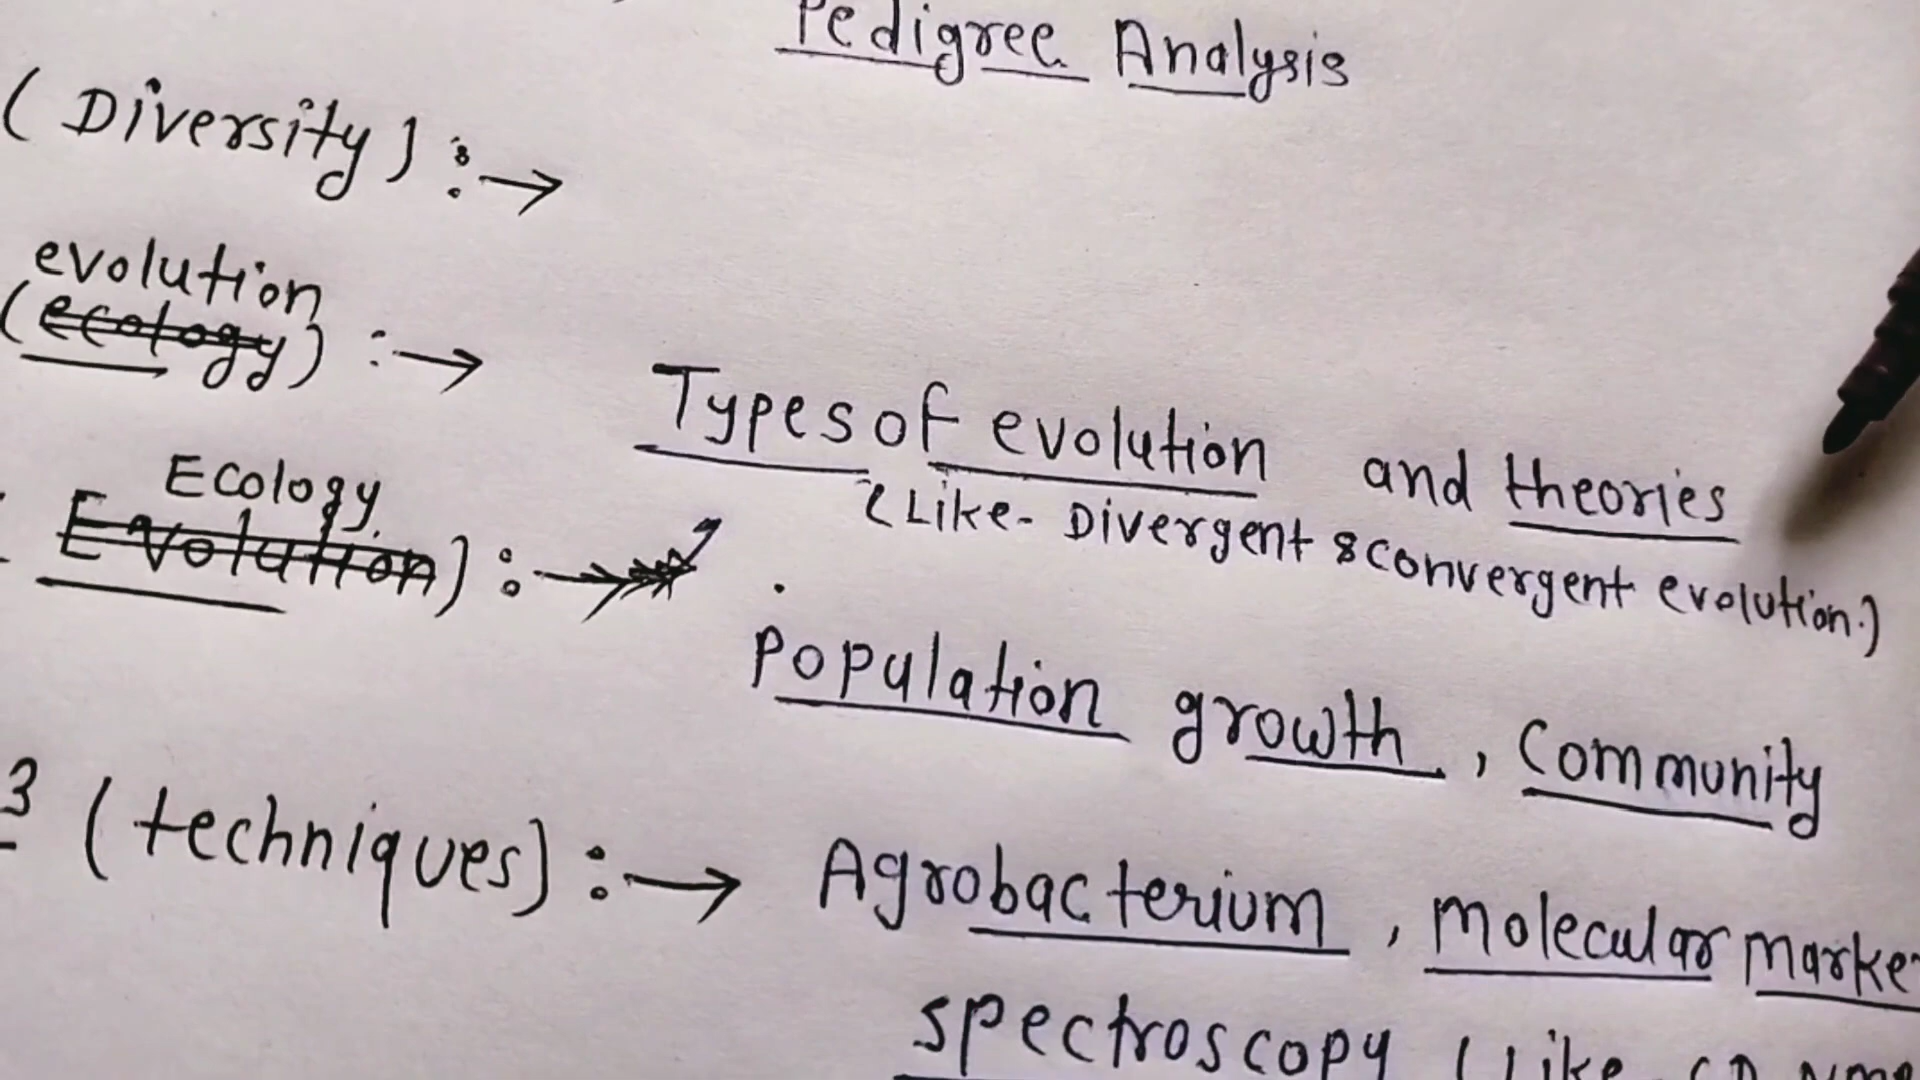 Pedigree Analysis
(Diversity) :→
evolution
(ecology) :→
Types of evolution and theories
(Like- Divergent & convergent evolution.)
Ecology
Evolution) :→
Population growth, Community
3 (techniques) :→ Agrobacterium, Molecular Marke
spectroscopy (Like